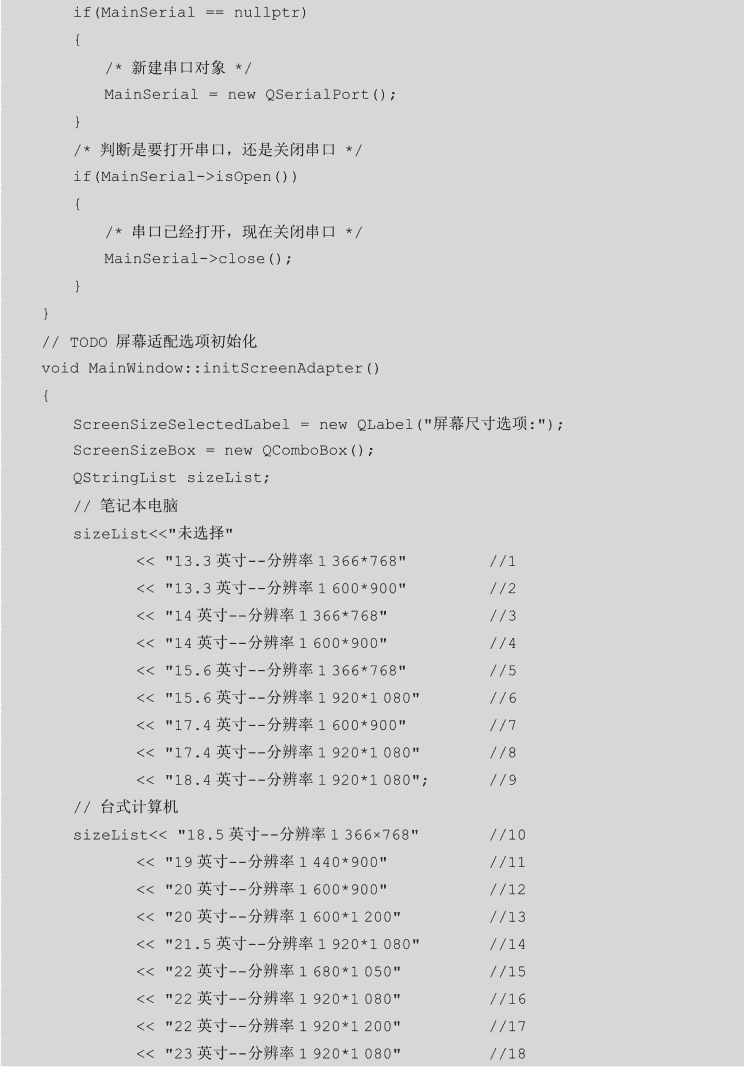 if(MainSerial == nullptr)
{
/* 新建串口对象 */
MainSerial = new QSerialPort();
}
/* 判断是要打开串口，还是关闭串口 */
if(MainSerial->isOpen())
{
/* 串口已经打开，现在关闭串口 */
MainSerial->close();
}
}
// TODO 屏幕适配选项初始化
void MainWindow::initScreenAdapter()
{
ScreenSizeSelectedLabel = new QLabel("屏幕尺寸选项:");
ScreenSizeBox = new QComboBox();
QStringList sizeList;
// 笔记本电脑
sizeList<<"未选择"
<< "13.3 英寸--分辨率 1 366*768" //1
<< "13.3 英寸--分辨率 1 600*900" //2
<< "14 英寸--分辨率 1 366*768" //3
<< "14 英寸--分辨率 1 600*900" //4
<< "15.6 英寸--分辨率 1 366*768" //5
<< "15.6 英寸--分辨率 1 920*1 080" //6
<< "17.4 英寸--分辨率 1 600*900" //7
<< "17.4 英寸--分辨率 1 920*1 080" //8
<< "18.4 英寸--分辨率 1 920*1 080"; //9
// 台式计算机
sizeList<< "18.5 英寸--分辨率 1 366×768" //10
<< "19 英寸--分辨率 1 440*900" //11
<< "20 英寸--分辨率 1 600*900" //12
<< "20 英寸--分辨率 1 600*1 200" //13
<< "21.5 英寸--分辨率 1 920*1 080" //14
<< "22 英寸--分辨率 1 680*1 050" //15
<< "22 英寸--分辨率 1 920*1 080" //16
<< "22 英寸--分辨率 1 920*1 200" //17
<< "23 英寸--分辨率 1 920*1 080" //18